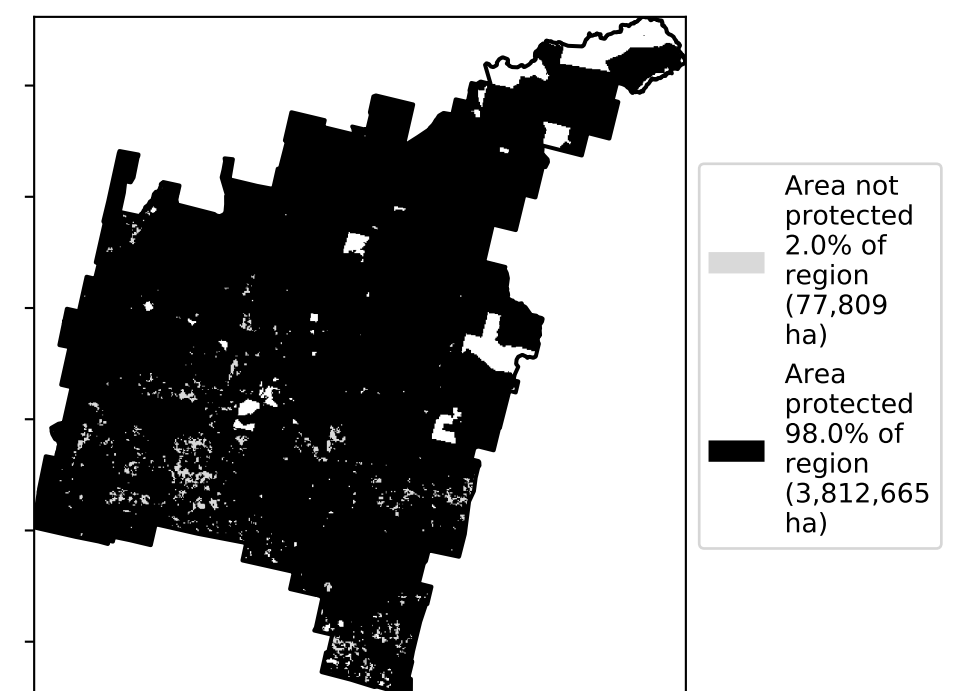 Area not
protected
2.0% of
region
(77,809
ha)
Area
protected
98.0% of
region
(3,812,665
ha)